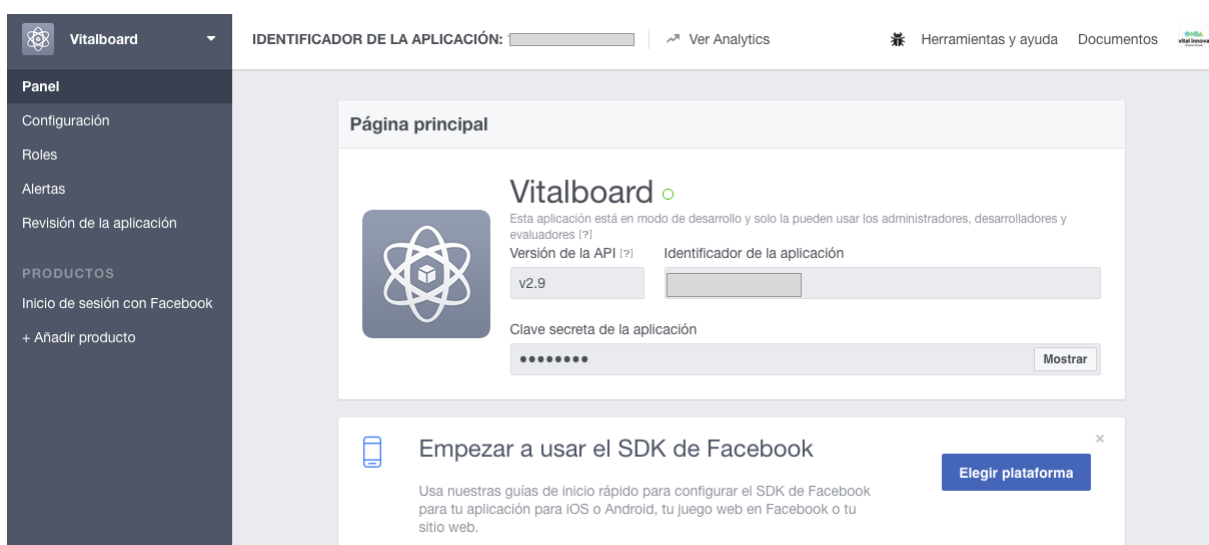 Vitalboard
IDENTIFICADOR DE LA APLICACIÓN:
Ver Analytics
Herramientas y ayuda
Documentos
Panel
Configuración
Roles
Alertas
Revisión de la aplicación
PRODUCTOS
Inicio de sesión con Facebook
+ Añadir producto
Página principal
Vitalboard
Esta aplicación está en modo de desarrollo y solo la pueden usar los administradores, desarrolladores y
evaluadores [?]
Versión de la API [?]
Identificador de la aplicación
v2.9
Clave secreta de la aplicación
••••••••
Mostrar
Empezar a usar el SDK de Facebook
×
Elegir plataforma
Usa nuestras guías de inicio rápido para configurar el SDK de Facebook
para tu aplicación para iOS o Android, tu juego web en Facebook o tu
sitio web.